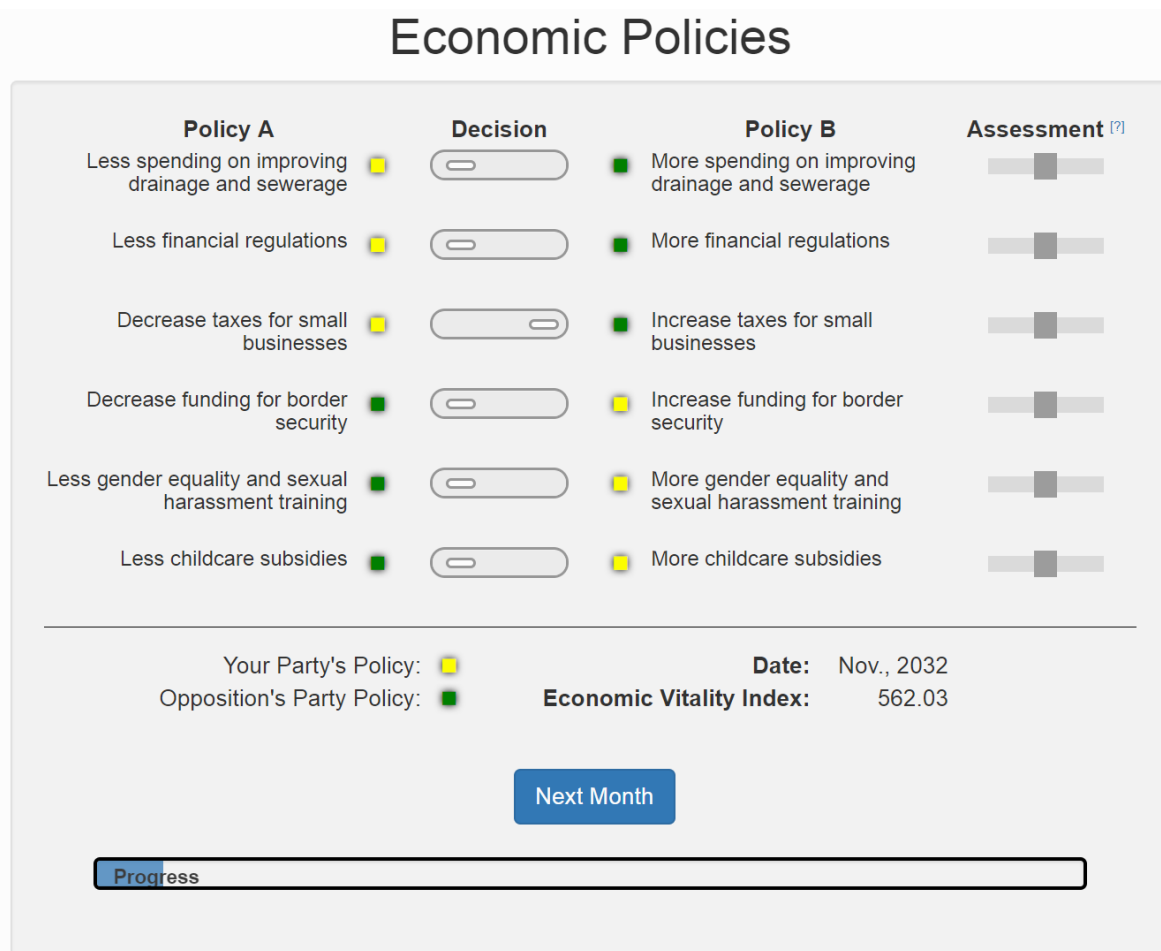 Economic Policies
Policy A Decision Policy B Assessment [?]
Less spending on improving
drainage and sewerage
More spending on improving
drainage and sewerage
Less financial regulations
More financial regulations
Decrease taxes for small
businesses
Increase taxes for small
businesses
Decrease funding for border
security
Increase funding for border
security
Less gender equality and sexual
harassment training
More gender equality and
sexual harassment training
Less childcare subsidies
More childcare subsidies
Your Party's Policy:
Opposition's Party Policy:
Date: Nov., 2032
Economic Vitality Index: 562.03
Next Month
Progress